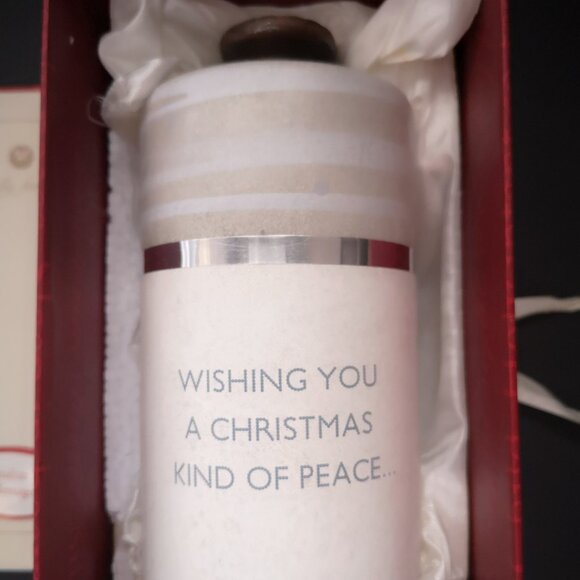 WISHING YOU
A CHRISTMAS
KIND OF PEACE...